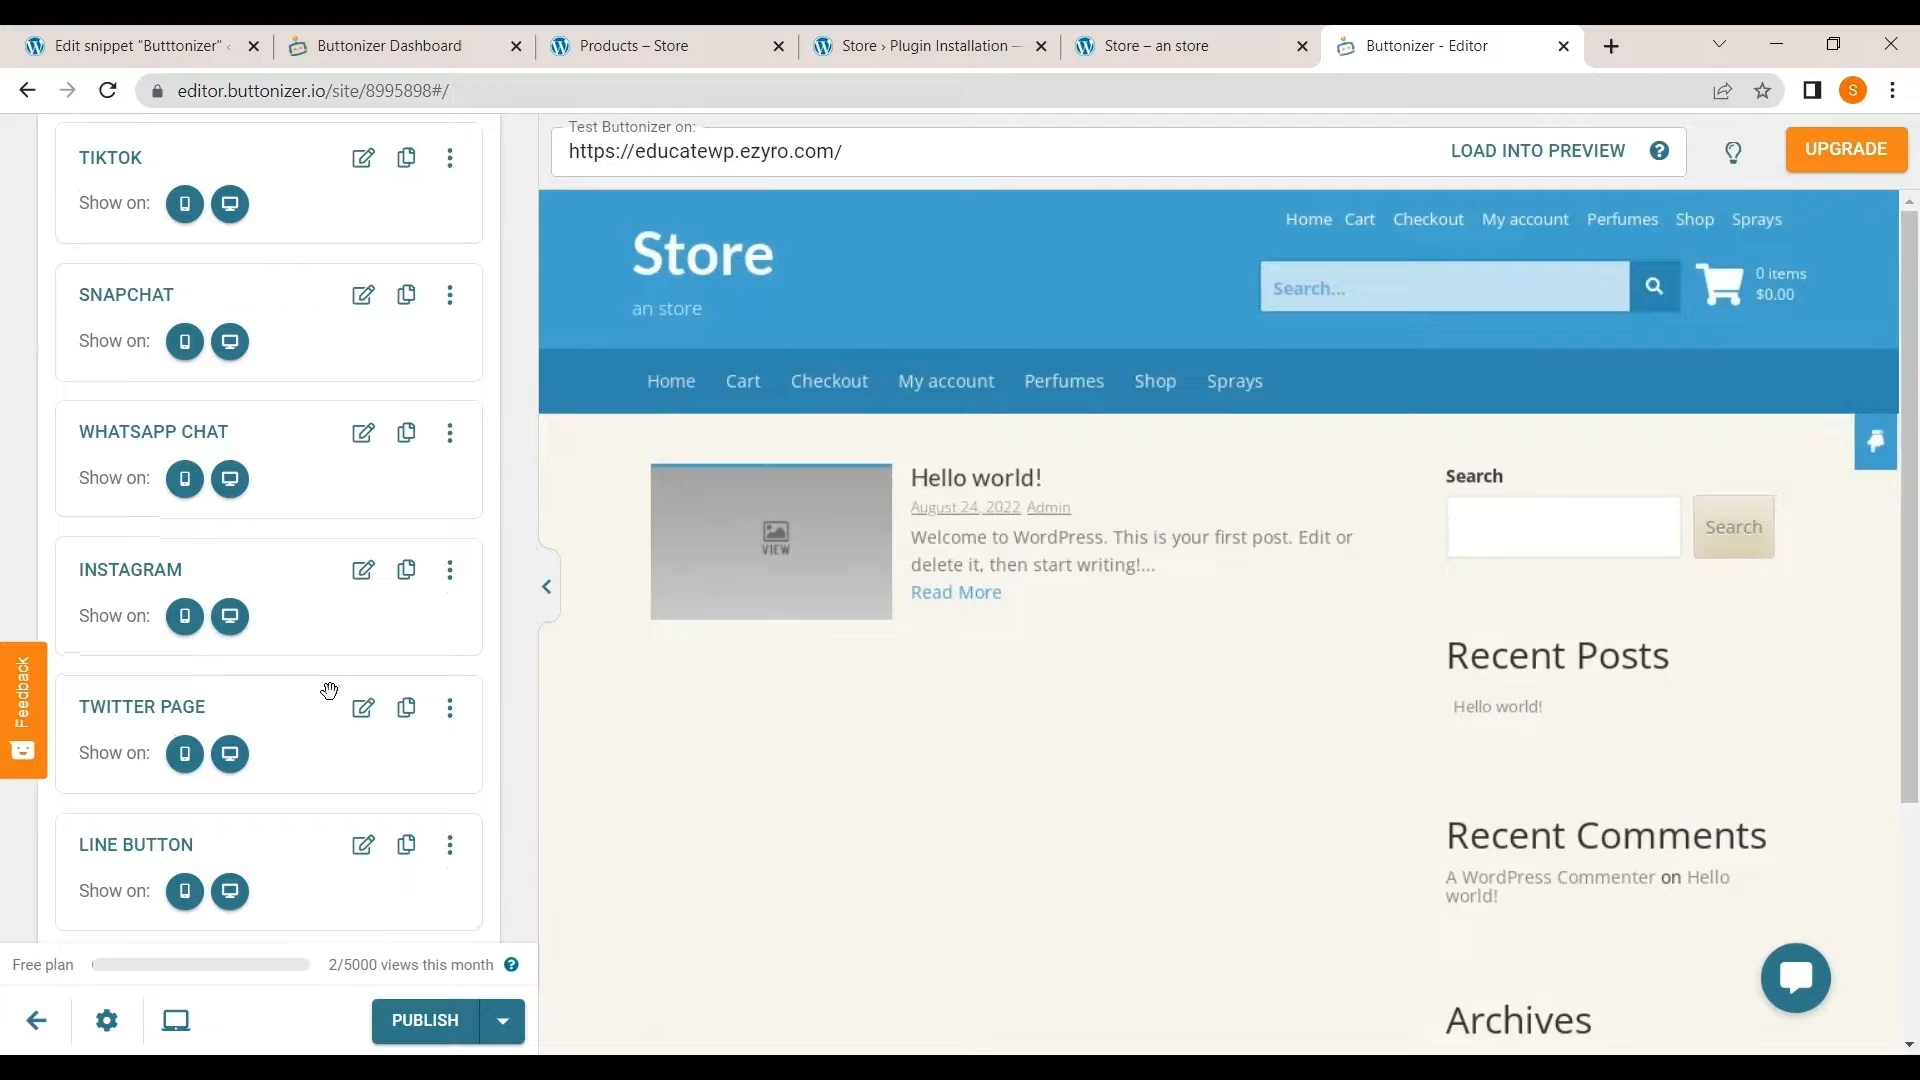 Edit snippet "Butttonizer"
Buttonizer Dashboard
Products – Store
Store › Plugin Installation —
Store – an store
Buttonizer - Editor
editor.buttonizer.io/site/8995898#/
S
TIKTOK
Show on:
SNAPCHAT
Show on:
WHATSAPP CHAT
Show on:
INSTAGRAM
Show on:
TWITTER PAGE
Show on:
LINE BUTTON
Show on:
Feedback
Free plan
2/5000 views this month
?
PUBLISH
Test Buttonizer on:
https://educatewp.ezyro.com/
LOAD INTO PREVIEW
?
UPGRADE
Home Cart Checkout My account Perfumes Shop Sprays
Store
an store
Search...
0 items
$0.00
Home Cart Checkout My account Perfumes Shop Sprays
VIEW
Hello world!
August 24, 2022 Admin
Welcome to WordPress. This is your first post. Edit or
delete it, then start writing!...
Read More
Search
Search
Recent Posts
Hello world!
Recent Comments
A WordPress Commenter on Hello
world!
Archives